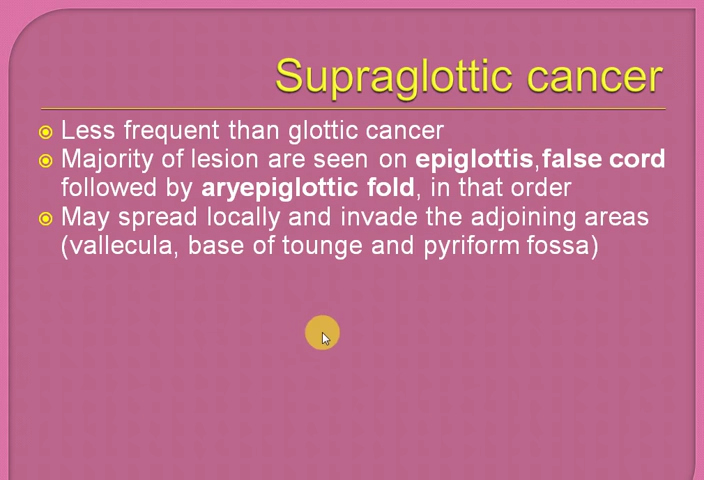 Supraglottic cancer
Less frequent than glottic cancer
Majority of lesion are seen on epiglottis,false cord
followed by aryepiglottic fold, in that order
May spread locally and invade the adjoining areas
(vallecula, base of tounge and pyriform fossa)